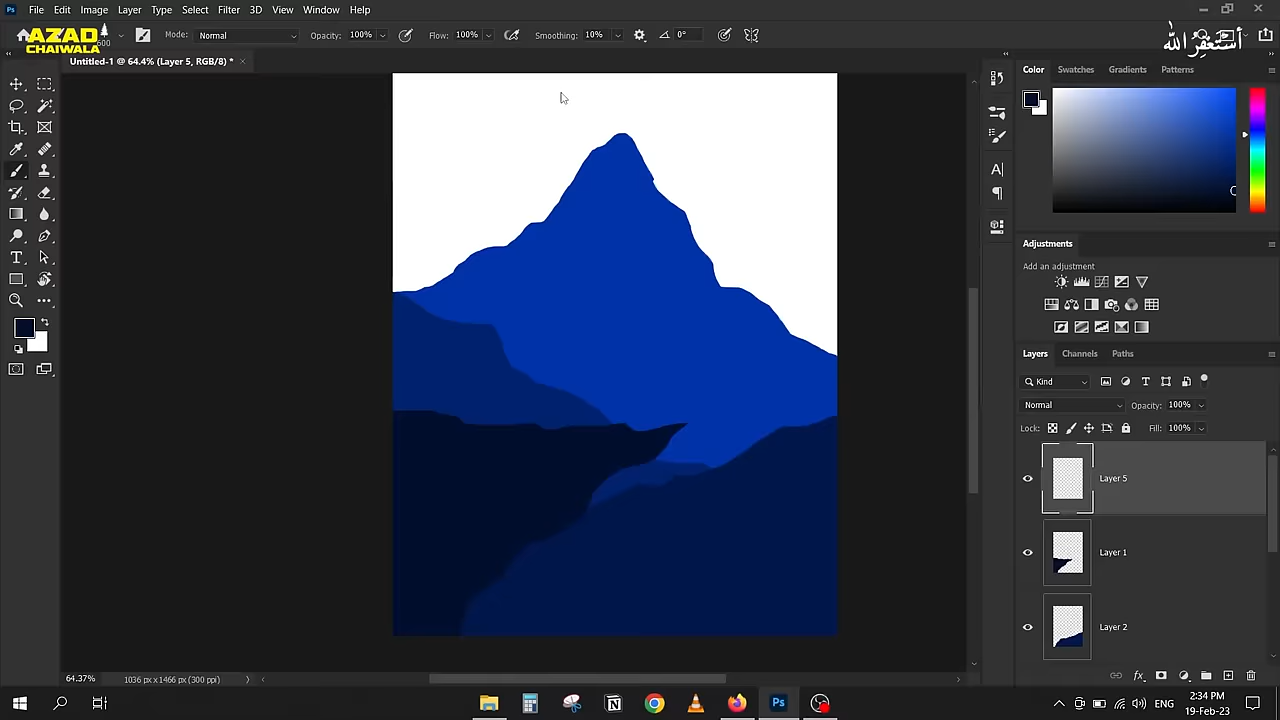 File Edit Image Layer Type Select Filter 3D View Window Help
AZAD
CHAIWALA
500
Mode: Normal Opacity: 100% Flow: 100% Smoothing: 10% 0°
أستغفر الله
Untitled-1 @ 64.4% (Layer 5, RGB/8) *
Color Swatches Gradients Patterns
Adjustments
Add an adjustment
Layers Channels Paths
Kind
Normal Opacity: 100%
Lock: Fill: 100%
Layer 5
Layer 1
Layer 2
64.37% 1036 px x 1466 px (300 ppi)
2:34 PM
19-Feb-23